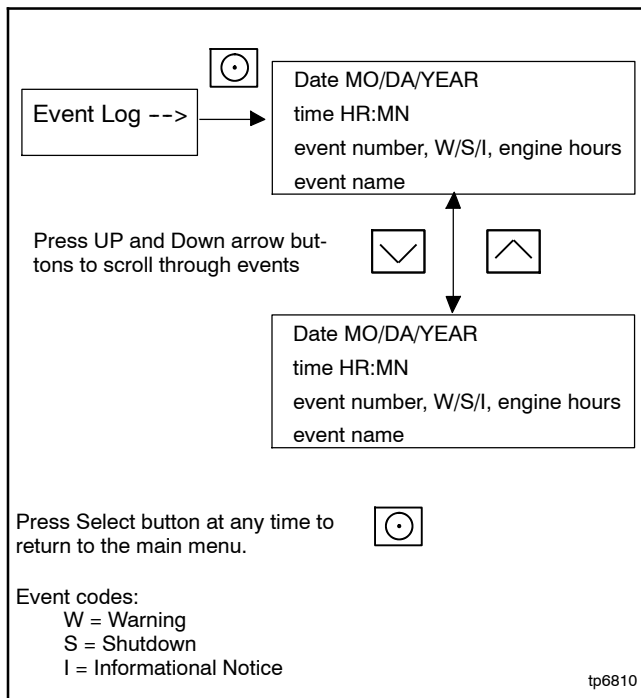 Date MO/DA/YEAR
time HR:MN
event number, W/S/I, engine hours
event name
Event Log -->
Press UP and Down arrow but-
tons to scroll through events
Date MO/DA/YEAR
time HR:MN
event number, W/S/I, engine hours
event name
Press Select button at any time to
return to the main menu.
Event codes:
W = Warning
S = Shutdown
I = Informational Notice
tp6810